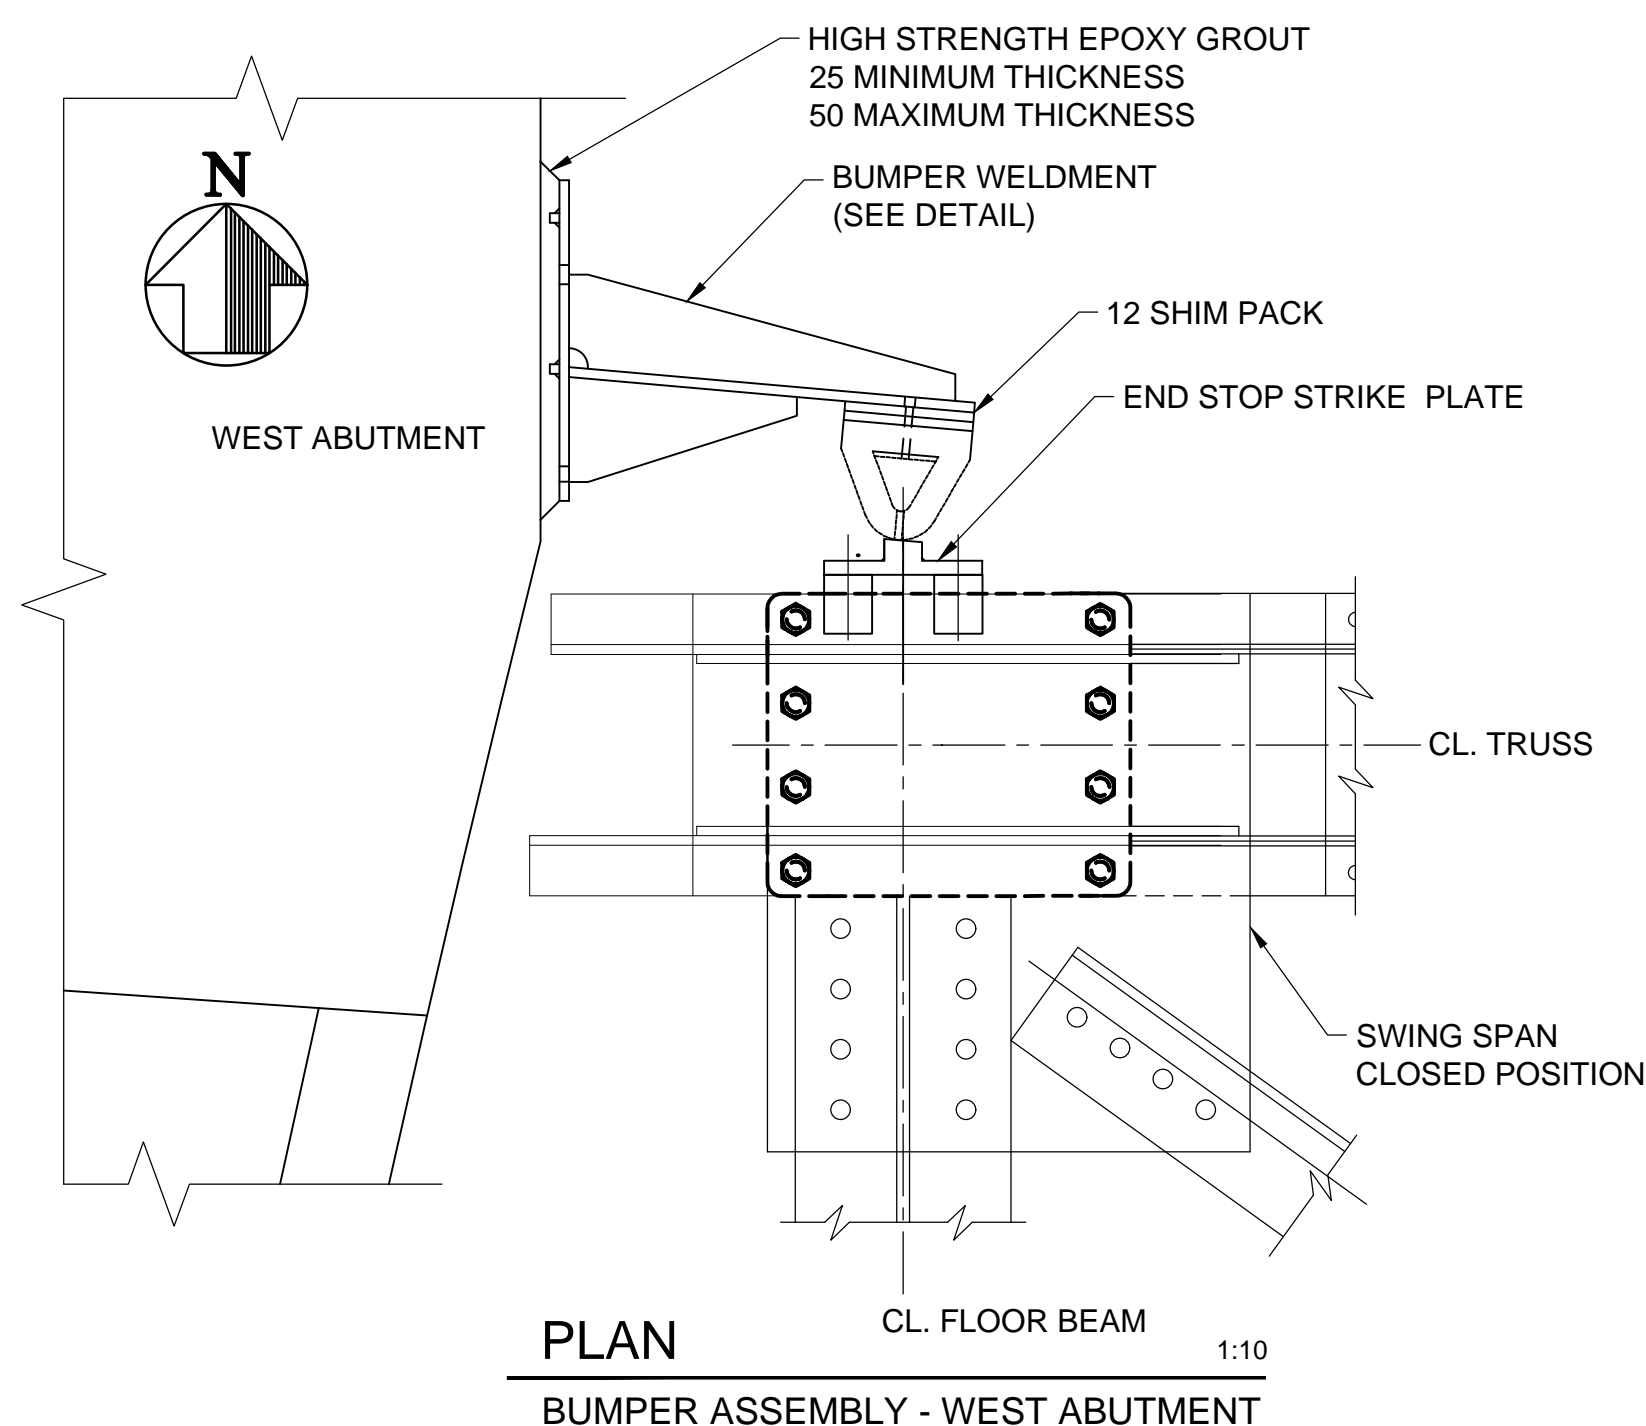 HIGH STRENGTH EPOXY GROUT
25 MINIMUM THICKNESS
50 MAXIMUM THICKNESS
N
BUMPER WELDMENT
(SEE DETAIL)
12 SHIM PACK
END STOP STRIKE PLATE
WEST ABUTMENT
CL. TRUSS
SWING SPAN
CLOSED POSITION
CL. FLOOR BEAM
PLAN
1:10
BUMPER ASSEMBLY - WEST ABUTMENT